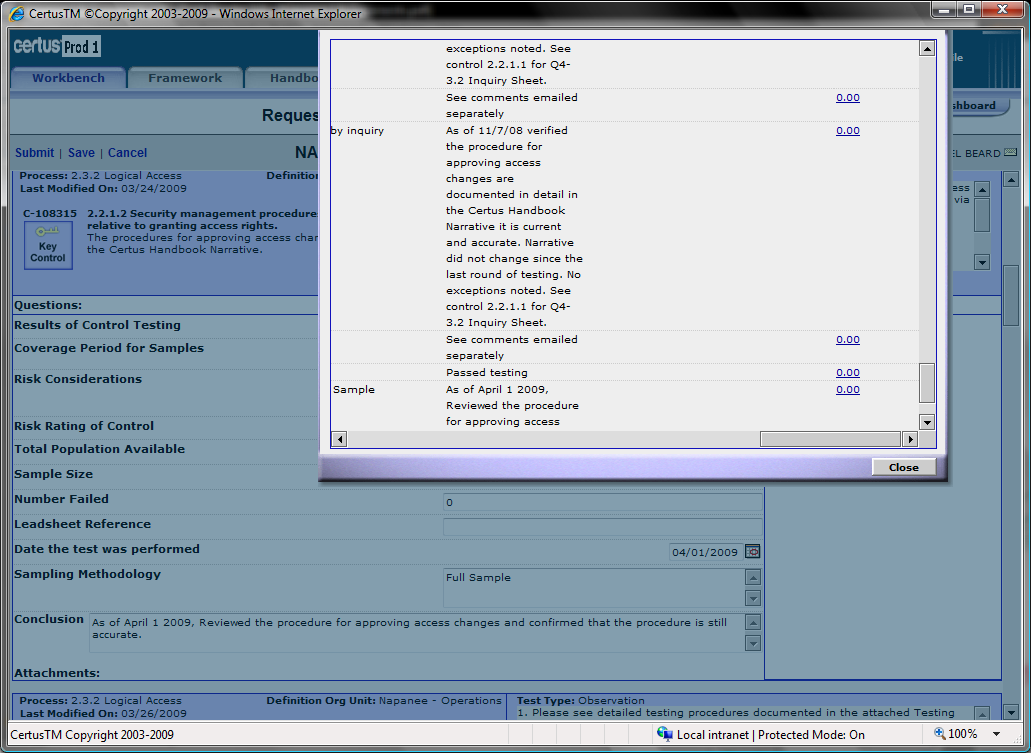 CertusTM ©Copyright 2003-2009 - Windows Internet Explorer
certus Prod 1
Workbench
Framework
Handbo
Reques
shboard
Submit | Save | Cancel
NA
EL BEARD
Process: 2.3.2 Logical Access
Definition
Last Modified On: 03/24/2009
C-108315
Key
Control
2.2.1.2 Security management procedures
relative to granting access rights.
The procedures for approving access char
the Certus Handbook Narrative.
ess
via
Questions:
Results of Control Testing
Coverage Period for Samples
Risk Considerations
Risk Rating of Control
Total Population Available
Sample Size
Number Failed
0
Leadsheet Reference
Date the test was performed
04/01/2009
Sampling Methodology
Full Sample
Conclusion
As of April 1 2009, Reviewed the procedure for approving access changes and confirmed that the procedure is still
accurate.
Attachments:
Process: 2.3.2 Logical Access
Definition Org Unit: Napanee - Operations
Test Type: Observation
Last Modified On: 03/26/2009
1. Please see detailed testing procedures documented in the attached Testing
exceptions noted. See
control 2.2.1.1 for Q4-
3.2 Inquiry Sheet.
See comments emailed
separately
0.00
by inquiry
As of 11/7/08 verified
0.00
the procedure for
approving access
changes are
documented in detail in
the Certus Handbook
Narrative it is current
and accurate. Narrative
did not change since the
last round of testing. No
exceptions noted. See
control 2.2.1.1 for Q4-
3.2 Inquiry Sheet.
See comments emailed
separately
0.00
Passed testing
0.00
Sample
As of April 1 2009,
0.00
Reviewed the procedure
for approving access
Close
CertusTM Copyright 2003-2009
Local intranet | Protected Mode: On
100%